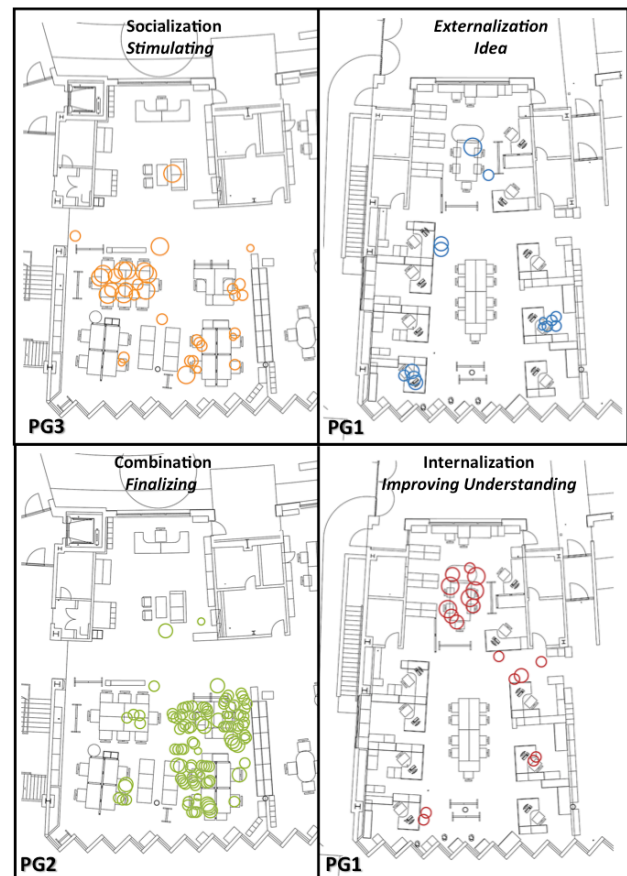 Socialization
Stimulating
PG3
Externalization
Idea
PG1
Combination
Finalizing
PG2
Internalization
Improving Understanding
PG1